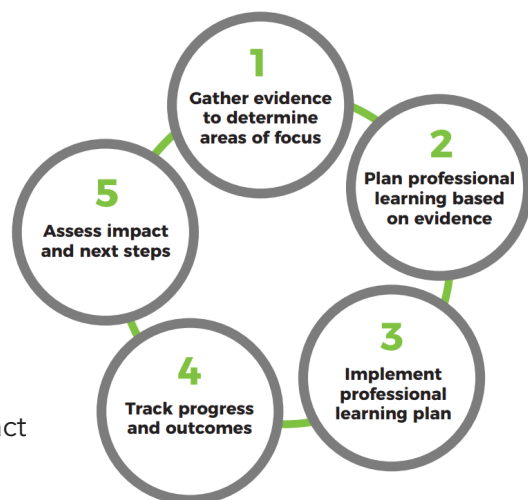 1
Gather evidence
to determine
areas of focus
2
Plan professional
learning based
on evidence
3
Implement
professional
learning plan
4
Track progress
and outcomes
5
Assess impact
and next steps